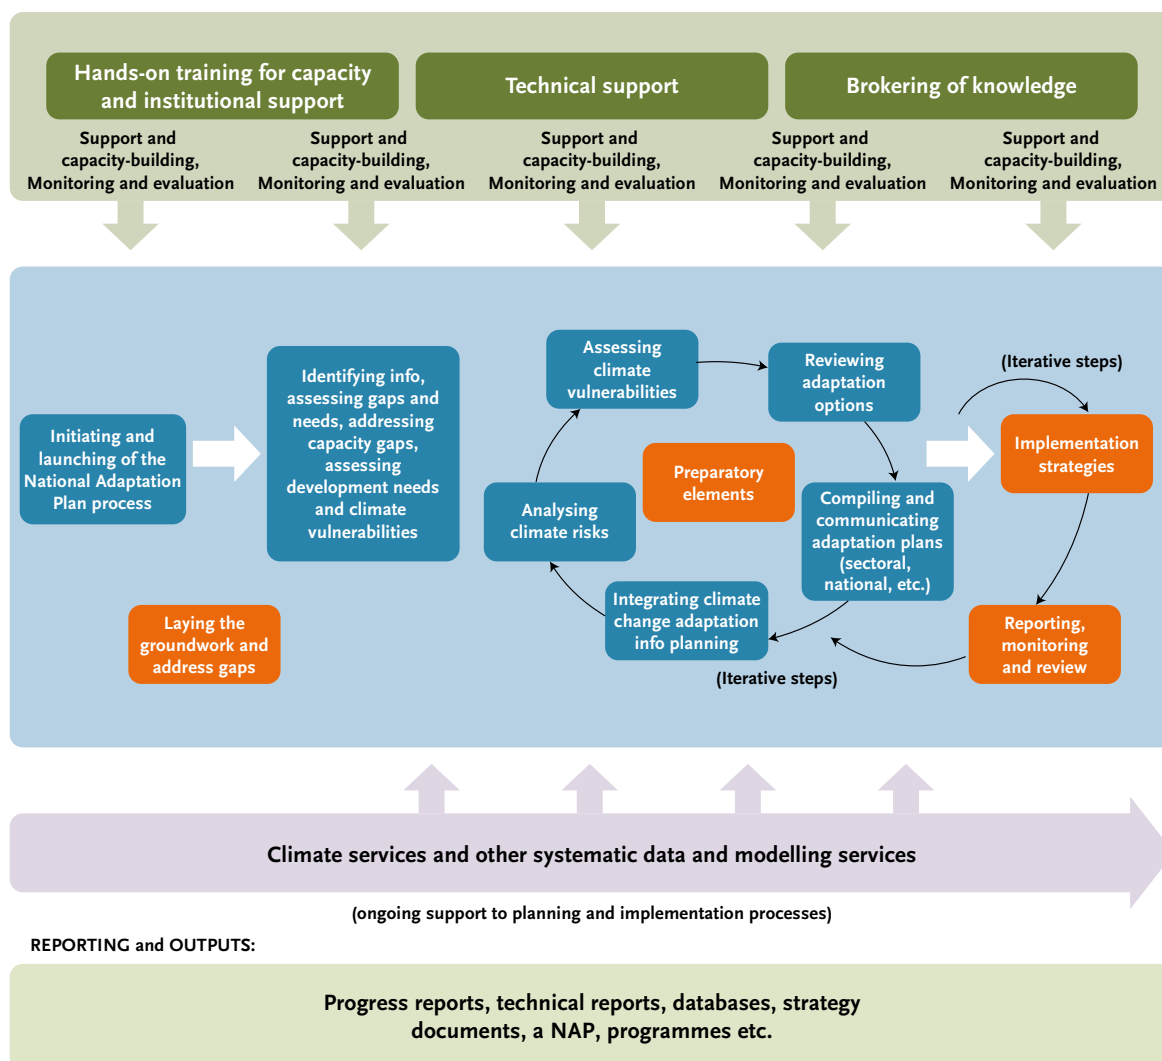 Hands-on training for capacity
and institutional support
Technical support
Brokering of knowledge
Support and
capacity-building,
Monitoring and evaluation
Support and
capacity-building,
Monitoring and evaluation
Support and
capacity-building,
Monitoring and evaluation
Support and
capacity-building,
Monitoring and evaluation
Support and
capacity-building,
Monitoring and evaluation
Initiating and
launching of the
National Adaptation
Plan process
Identifying info,
assessing gaps and
needs, addressing
capacity gaps,
assessing
development needs
and climate
vulnerabilities
Laying the
groundwork and
address gaps
Assessing
climate
vulnerabilities
Reviewing
adaptation
options
Preparatory
elements
Analysing
climate risks
Compiling and
communicating
adaptation plans
(sectoral,
national, etc.)
Integrating climate
change adaptation
info planning
(Iterative steps)
(Iterative steps)
Implementation
strategies
Reporting,
monitoring
and review
Climate services and other systematic data and modelling services
(ongoing support to planning and implementation processes)
REPORTING and OUTPUTS:
Progress reports, technical reports, databases, strategy
documents, a NAP, programmes etc.